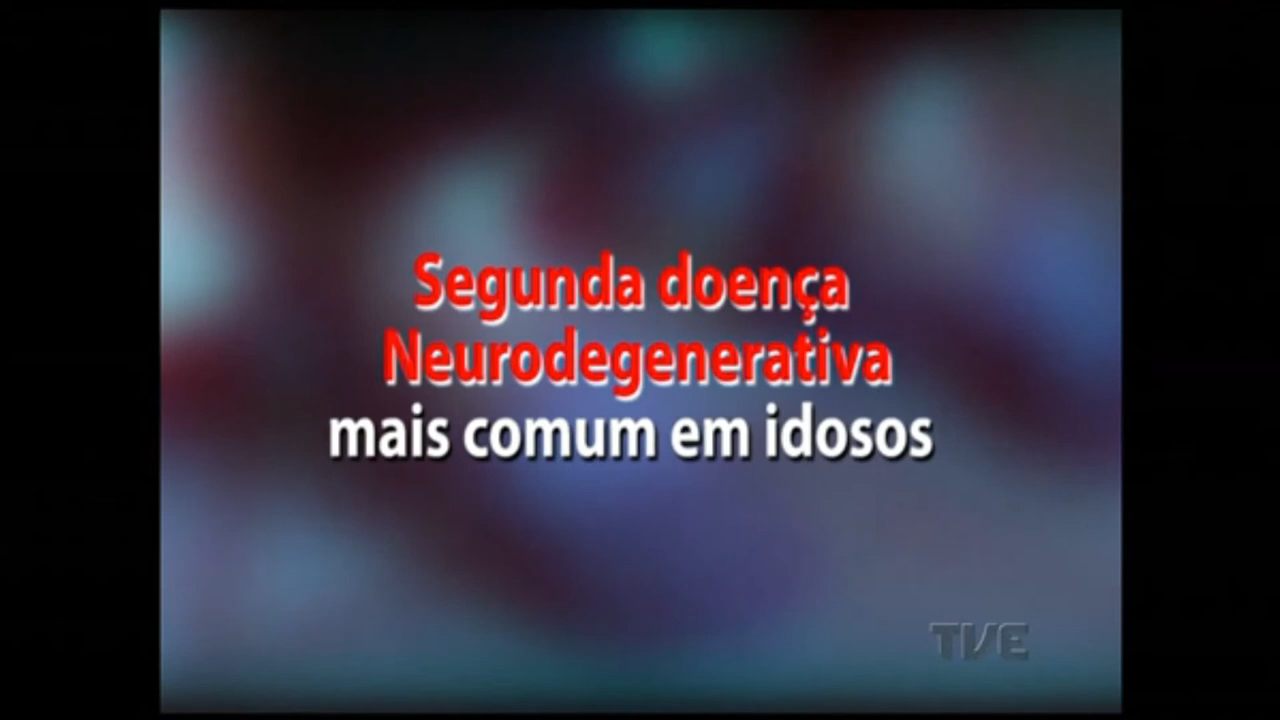 Segunda doença
Neurodegenerativa
mais comum em idosos
TVE